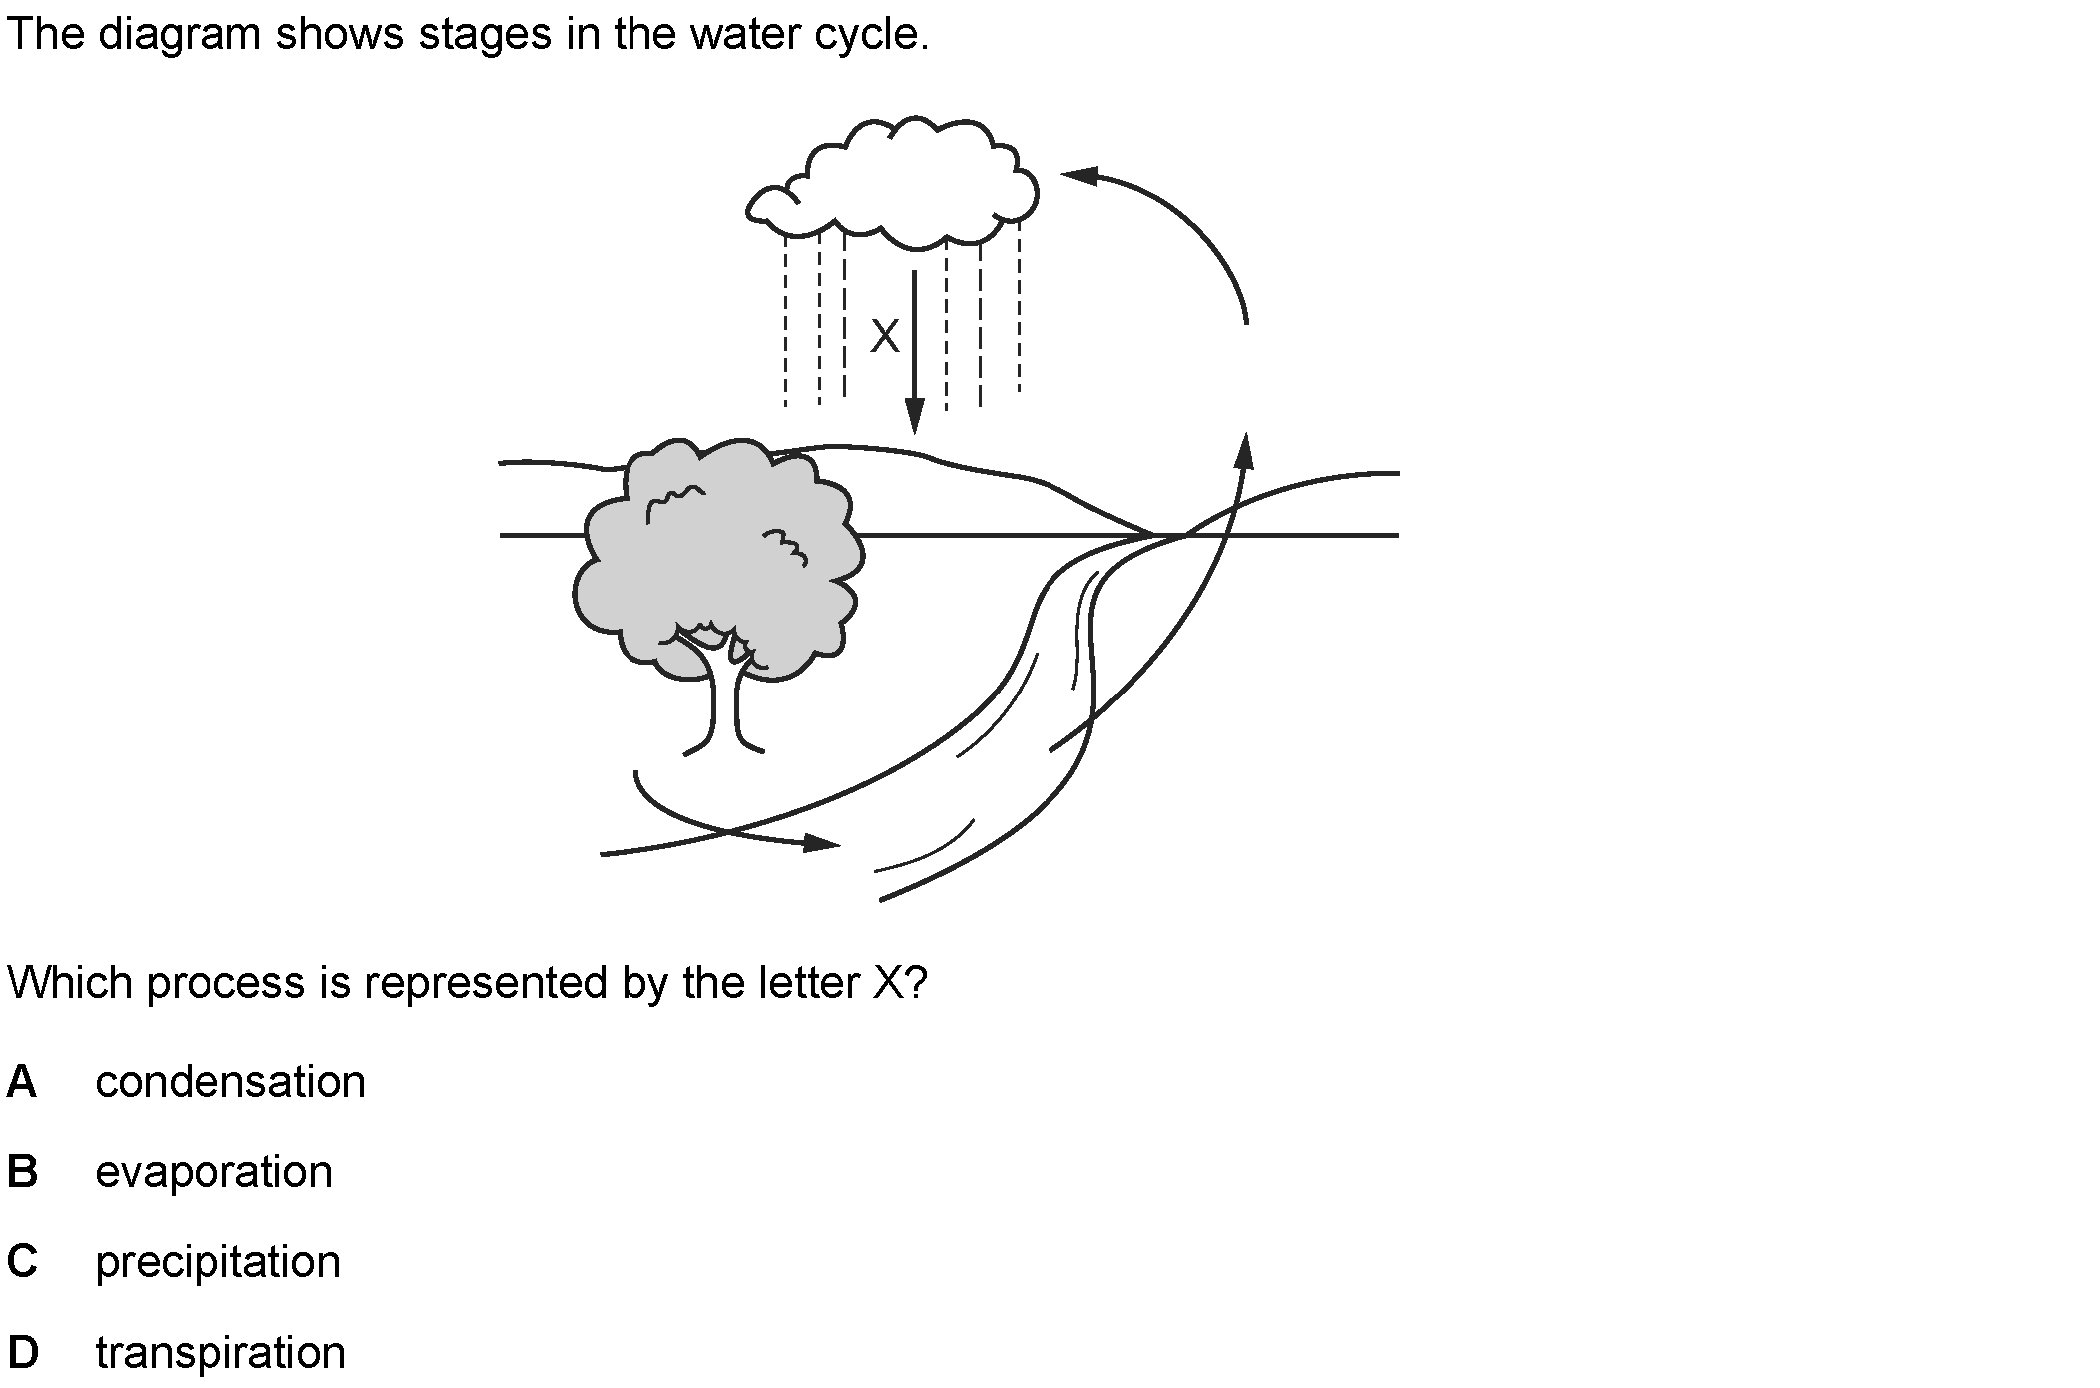 The diagram shows stages in the water cycle.
X
Which process is represented by the letter X?
A condensation
B evaporation
C precipitation
D transpiration